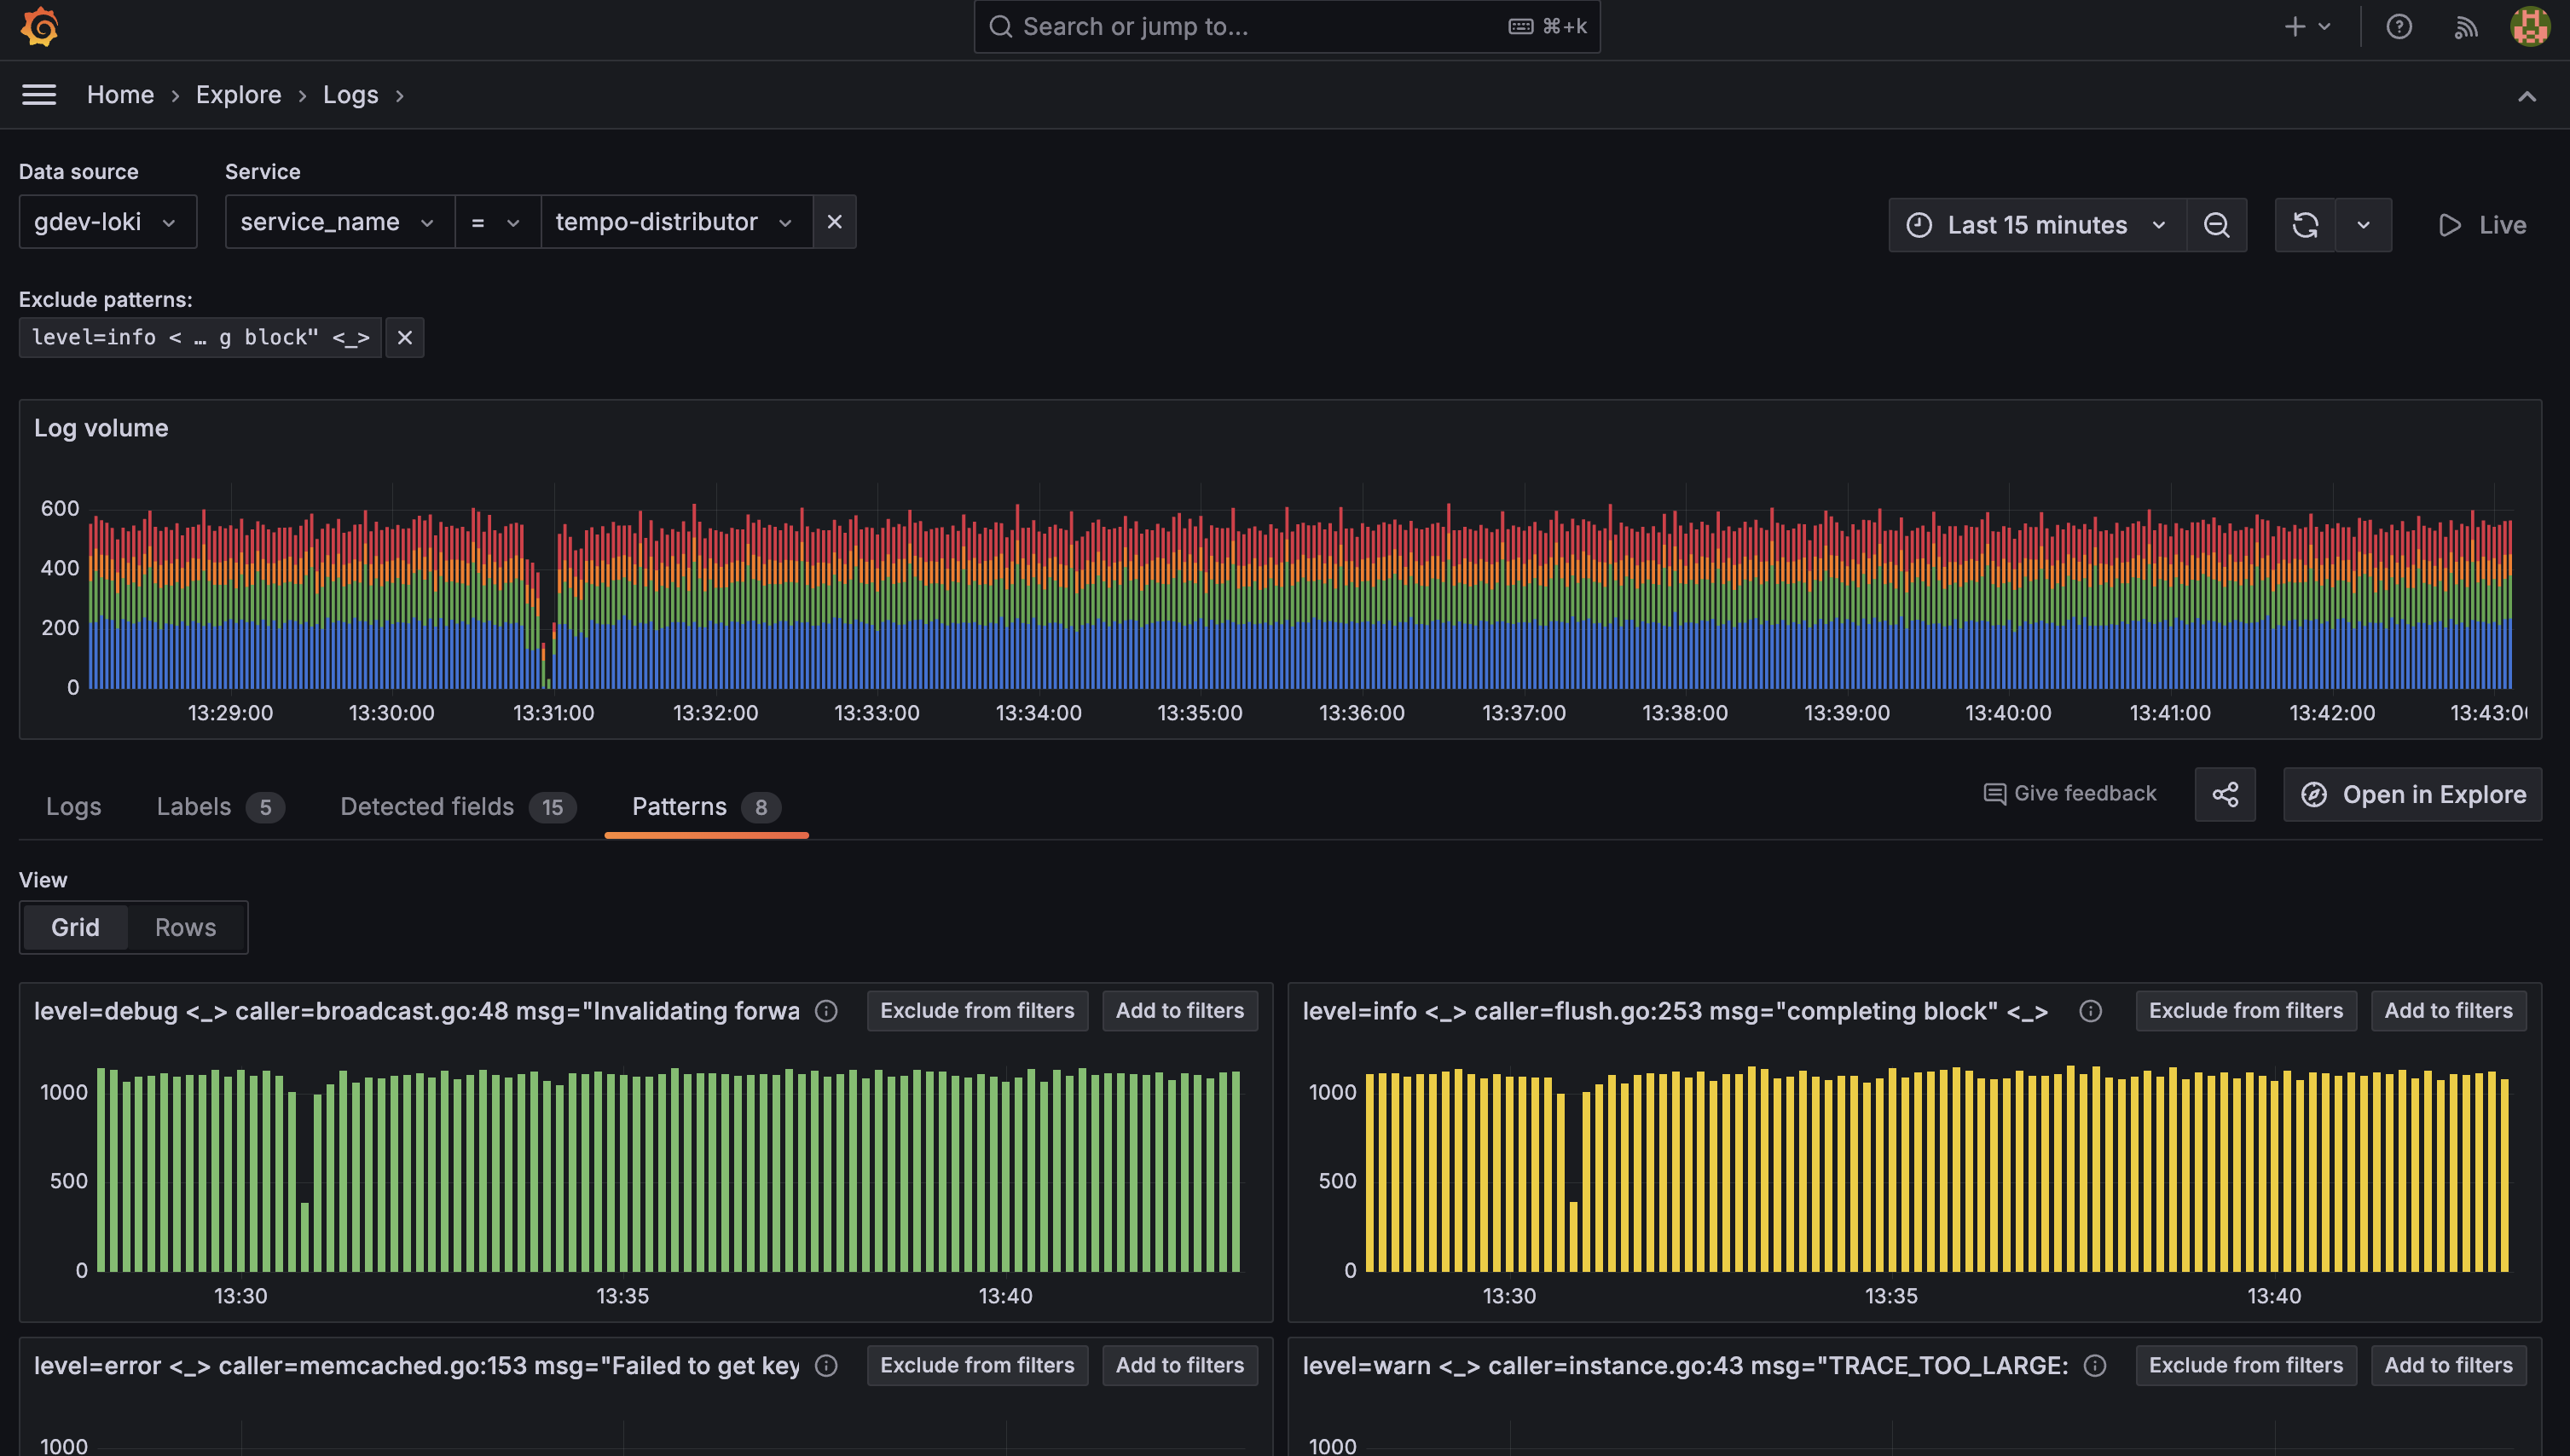 Search or jump to... ⌘+k
Home › Explore › Logs ›
Data source Service
gdev-loki service_name = tempo-distributor
Last 15 minutes Live
Exclude patterns:
level=info < … g block" <_>
Log volume
600
400
200
0
13:29:00 13:30:00 13:31:00 13:32:00 13:33:00 13:34:00 13:35:00 13:36:00 13:37:00 13:38:00 13:39:00 13:40:00 13:41:00 13:42:00 13:43:0
Logs Labels 5 Detected fields 15 Patterns 8 Give feedback Open in Explore
View
Grid Rows
level=debug <_> caller=broadcast.go:48 msg="Invalidating forwa Exclude from filters Add to filters
1000
500
0
13:30 13:35 13:40
level=info <_> caller=flush.go:253 msg="completing block" <_> Exclude from filters Add to filters
1000
500
0
13:30 13:35 13:40
level=error <_> caller=memcached.go:153 msg="Failed to get key Exclude from filters Add to filters
1000
level=warn <_> caller=instance.go:43 msg="TRACE_TOO_LARGE: Exclude from filters Add to filters
1000